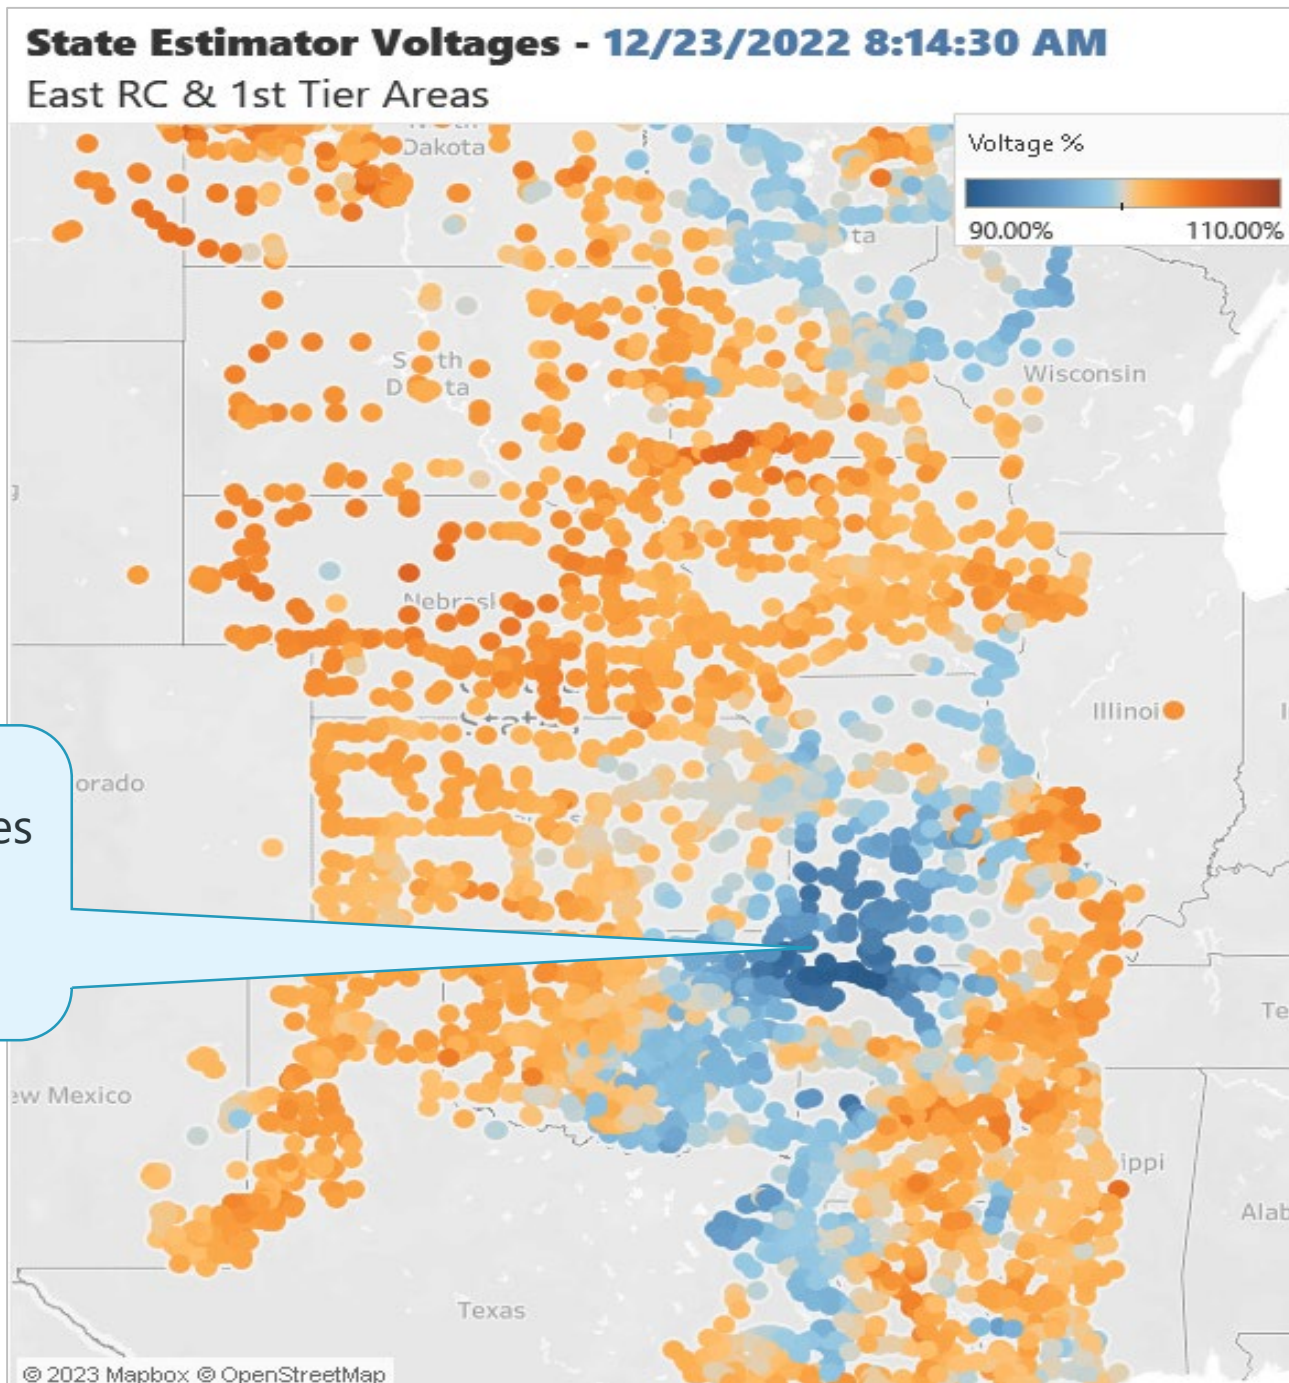 State Estimator Voltages - 12/23/2022 8:14:30 AM
East RC & 1st Tier Areas
Voltage %
90.00%
110.00%
Dakota
ta
Wisconsin
Illinoi
orado
es
ew Mexico
Te
ippi
Alab
Texas
© 2023 Mapbox © OpenStreetMap